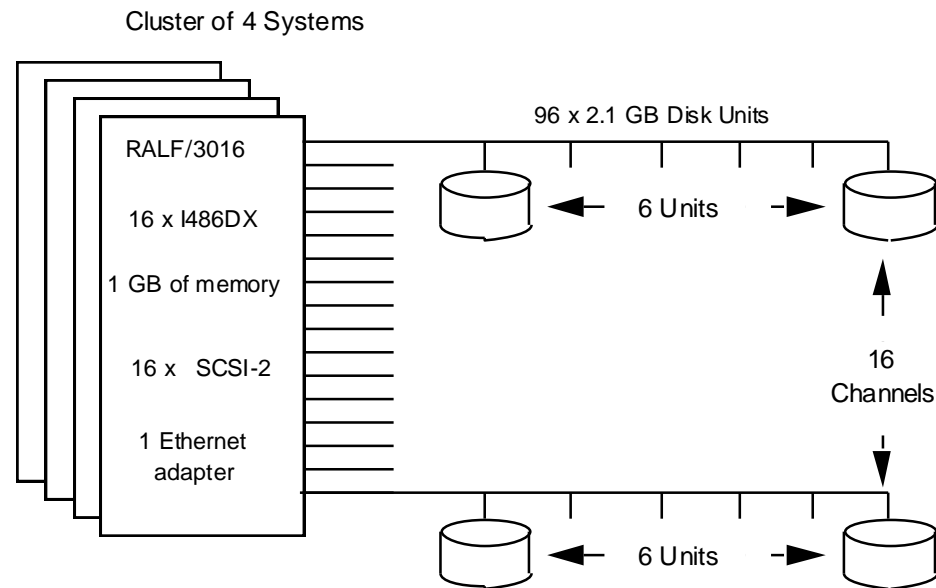 Cluster of 4 Systems
96 x 2.1 GB Disk Units
RALF/3016
16 x I486DX
1 GB of memory
16 x SCSI-2
1 Ethernet
adapter
6 Units
16
Channels
6 Units